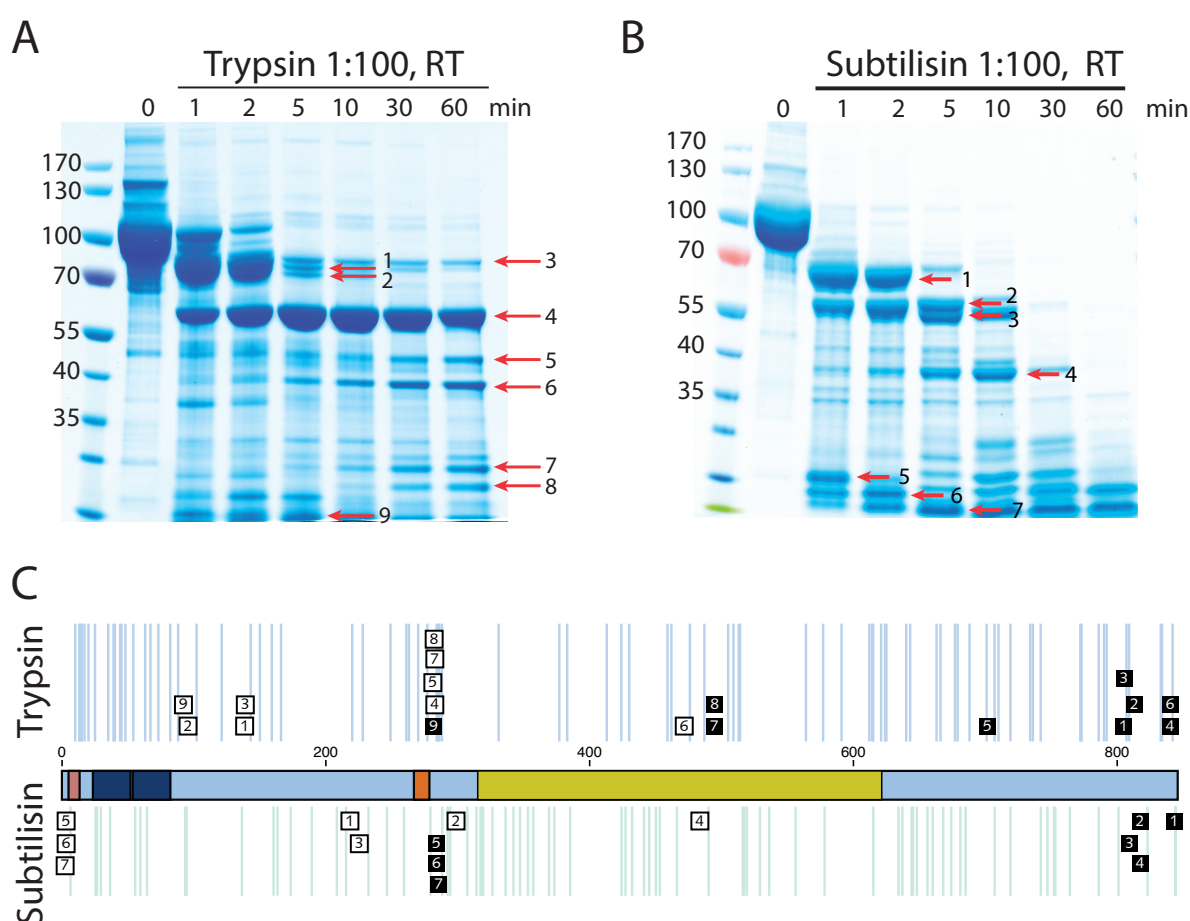 A
Trypsin 1:100, RT
0 1 2 5 10 30 60 min
170
130
100
70
55
40
35
1
2
3
4
5
6
7
8
9
B
Subtilisin 1:100, RT
0 1 2 5 10 30 60 min
170
130
100
70
55
40
35
1
2
3
4
5
6
7
C
Trypsin
8
7
5 3
9 3 4 8 2 6
2 1 9 6 7 5 1 4
0 200 400 600 800
Subtilisin
5 1 2 4 2 1
6 3 5 3
7 6 4
7